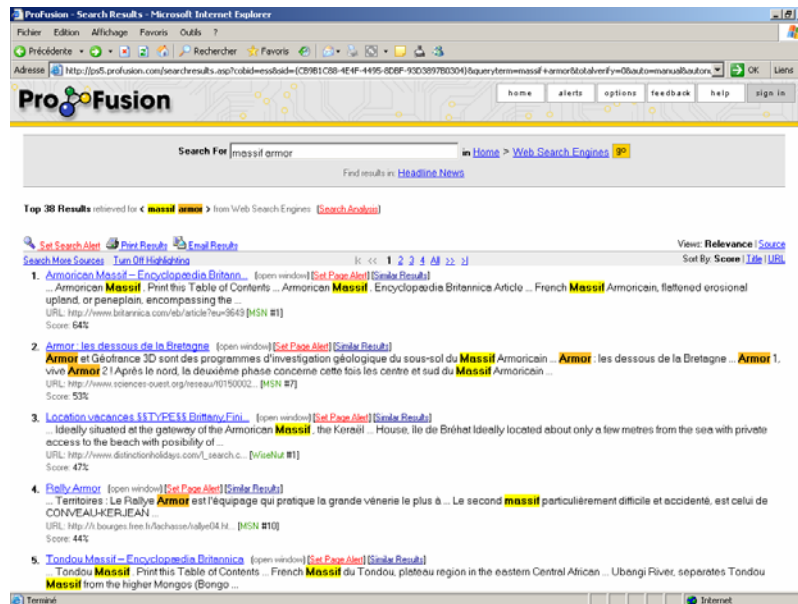 ProFusion - Search Results - Microsoft Internet Explorer
Fichier Edition Affichage Favoris Outils ?
Précédente Rechercher Favoris
Adresse http://ps5.profusion.com/searchresults.asp?cobid=ess&sid={CB9B1C88-4E4F-4495-8DBF-93D3897B0304}&queryterm=massif+armor&totalverify=0&auto=manual&auton OK Liens
ProFusion home alerts options feedback help sign in
Search For massif armor in Home > Web Search Engines go
Find results in: Headline News
Top 38 Results retrieved for < massif armor > from Web Search Engines [Search Analysis]
Set Search Alert Print Results Email Results Views: Relevance | Source
Search More Sources Turn Off Highlighting |< << 1 2 3 4 All >> >| Sort By: Score | Title | URL
1. Armorican Massif – Encyclopædia Britann... (open window) [Set Page Alert] [Similar Results]
... Armorican Massif . Print this Table of Contents ... Armorican Massif . Encyclopædia Britannica Article ... French Massif Armoricain, flattened erosional
upland, or peneplain, encompassing the ...
URL: http://www.britannica.com/eb/article?eu=9649 [MSN #1]
Score: 64%
2. Armor : les dessous de la Bretagne (open window) [Set Page Alert] [Similar Results]
Armor et Géofrance 3D sont des programmes d'investigation géologique du sous-sol du Massif Armoricain ... Armor : les dessous de la Bretagne ... Armor 1,
vive Armor 2 ! Après le nord, la deuxième phase concerne cette fois les centre et sud du Massif Armoricain ...
URL: http://www.sciences-ouest.org/reseau/f0150002... [MSN #7]
Score: 53%
3. Location vacances §§TYPE§§ Brittany,Fini... (open window) [Set Page Alert] [Similar Results]
... Ideally situated at the gateway of the Armorican Massif , the Keraël ... House, Ile de Bréhat Ideally located about only a few metres from the sea with private
access to the beach with posibility of ...
URL: http://www.distinctionholidays.com/l_search.c... [WiseNut #1]
Score: 47%
4. Rally Armor (open window) [Set Page Alert] [Similar Results]
... Territoires : Le Rallye Armor est l'équipage qui pratique la grande vènerie le plus à ... Le second massif particulièrement difficile et accidenté, est celui de
CONVEAU-KERJEAN ...
URL: http://i.bourges.free.fr/lachasse/rallye04.ht... [MSN #10]
Score: 44%
5. Tondou Massif – Encyclopædia Britannica (open window) [Set Page Alert] [Similar Results]
... Tondou Massif . Print this Table of Contents ... French Massif du Tondou, plateau region in the eastern Central African ... Ubangi River, separates Tondou
Massif from the higher Mongos (Bongo ...
Terminé Internet